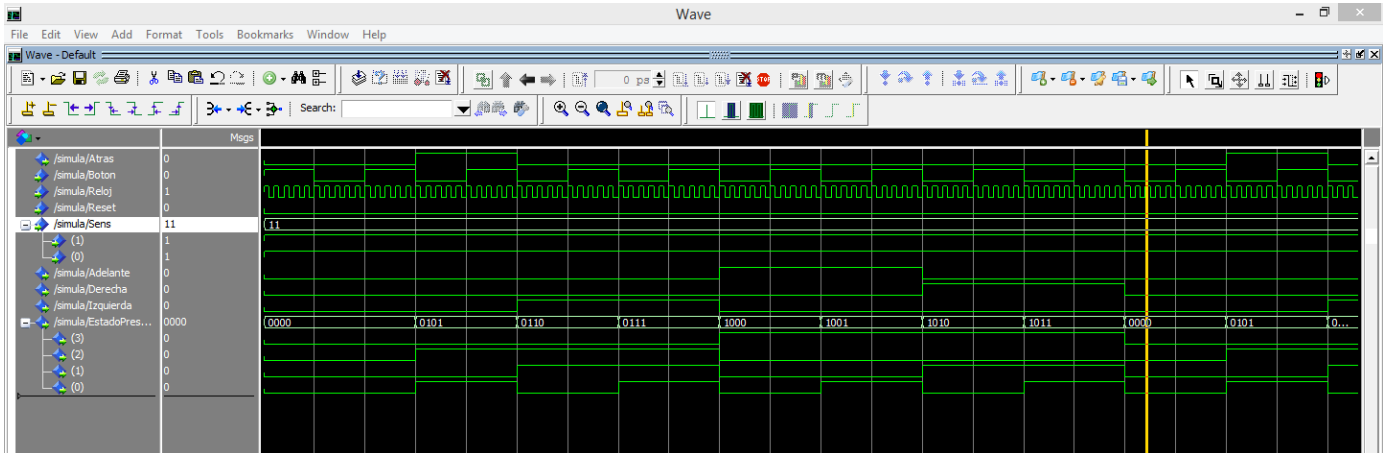 Wave
File Edit View Add Format Tools Bookmarks Window Help
Wave - Default
0 ps
Search:
Msgs
/simula/Atras 0
/simula/Boton 0
/simula/Reloj 1
/simula/Reset 0
/simula/Sens 11 11
(1) 1
(0) 1
/simula/Adelante 0
/simula/Derecha 0
/simula/Izquierda 0
/simula/EstadoPres... 0000 0000 0101 0110 0111 1000 1001 1010 1011 0000 0101 0...
(3) 0
(2) 0
(1) 0
(0) 0